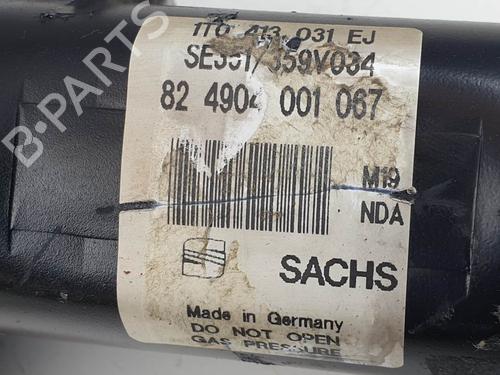 1T0 413 031 EJ
SE351/359V034
82 4904 001 067
M19
NDA
SACHS
Made in Germany
DO NOT OPEN
GAS PRESSURE
B-PARTS